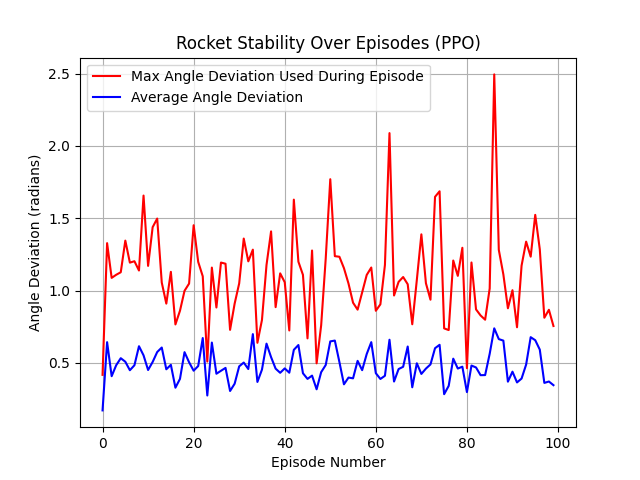 Rocket Stability Over Episodes (PPO)
Max Angle Deviation Used During Episode
Average Angle Deviation
Angle Deviation (radians)
2.5
2.0
1.5
1.0
0.5
0 20 40 60 80 100
Episode Number